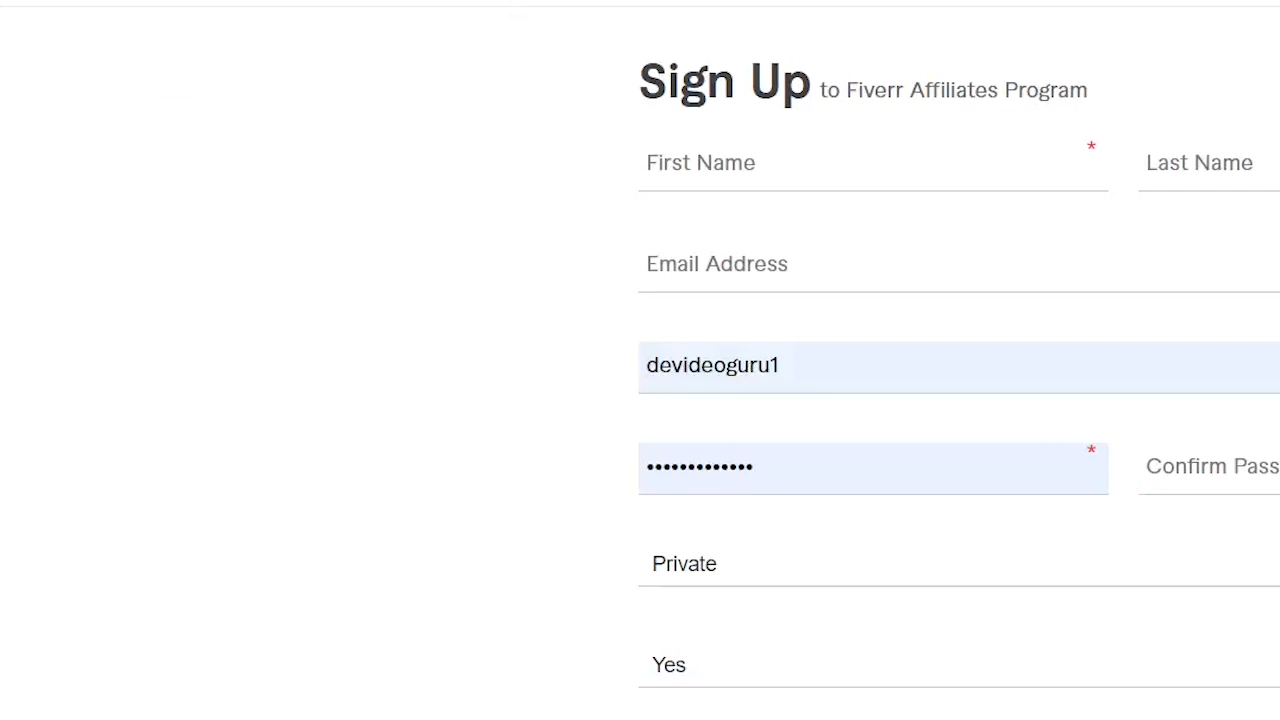 Sign Up to Fiverr Affiliates Program
First Name * Last Name
Email Address
devideoguru1
••••••••••••• * Confirm Pass
Private
Yes